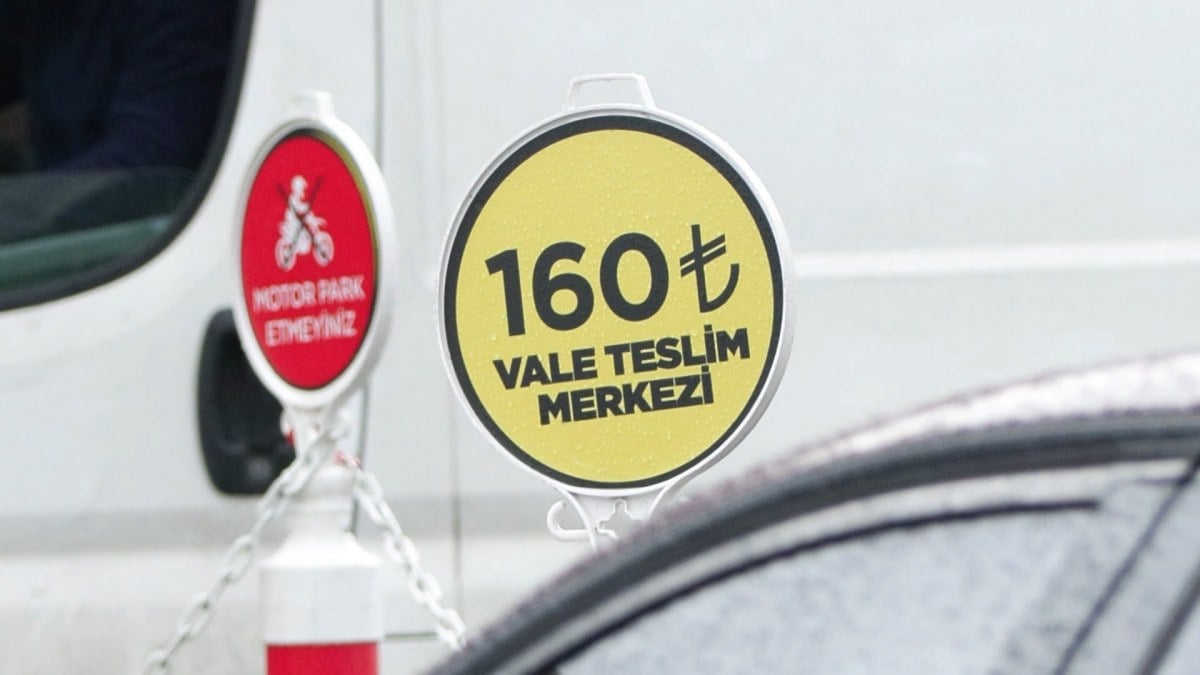 MOTOR PARK
ETMEYİNİZ
160₺
VALE TESLİM
MERKEZİ